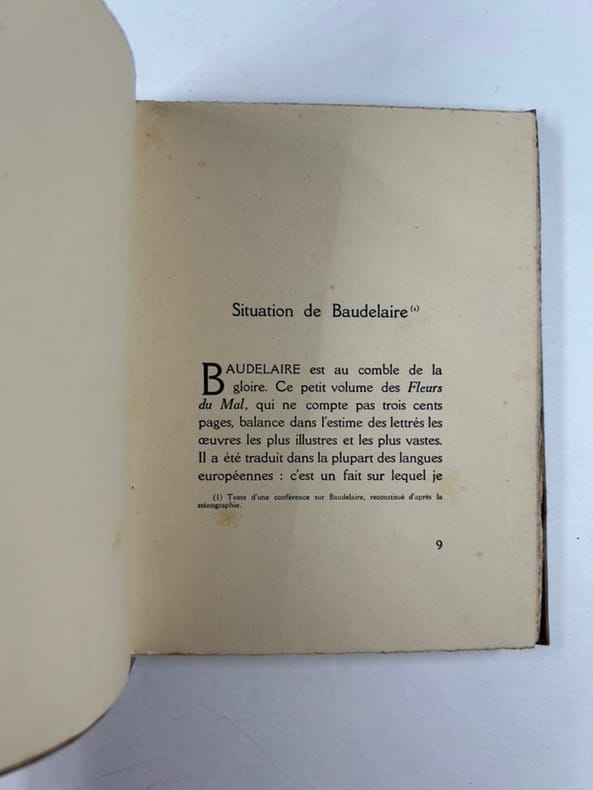 Situation de Baudelaire (1)
BAUDELAIRE est au comble de la
gloire. Ce petit volume des Fleurs
du Mal, qui ne compte pas trois cents
pages, balance dans l'estime des lettrés les
œuvres les plus illustres et les plus vastes.
Il a été traduit dans la plupart des langues
européennes : c'est un fait sur lequel je
(1) Texte d'une conférence sur Baudelaire, reconstitué d'après la
sténographie.
9